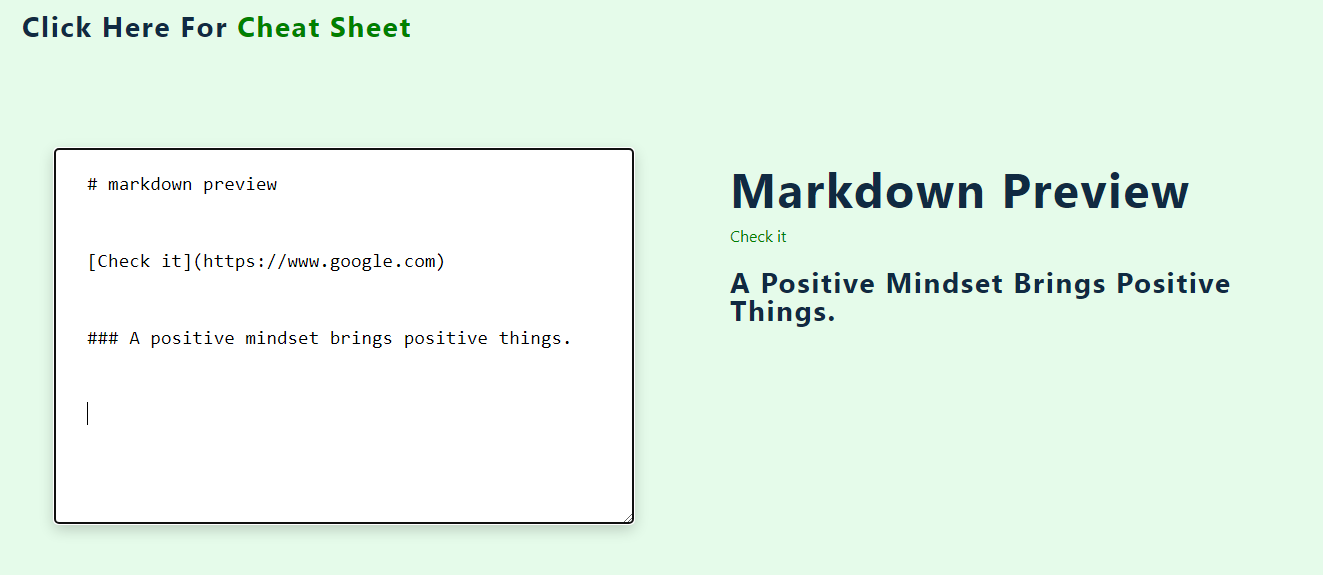 Click Here For Cheat Sheet
# markdown preview
[Check it](https://www.google.com)
### A positive mindset brings positive things.
Markdown Preview
Check it
A Positive Mindset Brings Positive
Things.